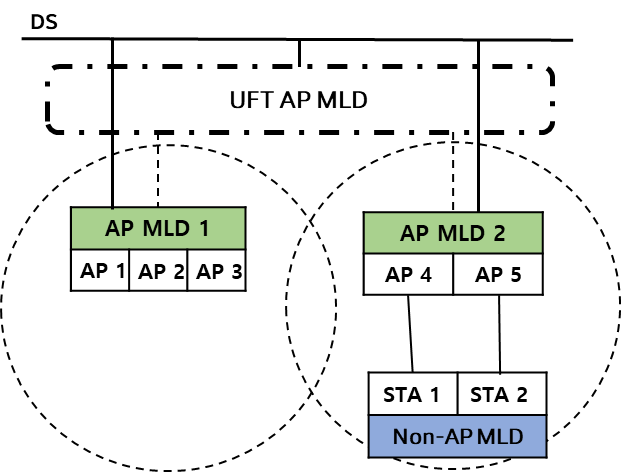 DS
UFT AP MLD
AP MLD 1
AP 1 AP 2 AP 3
AP MLD 2
AP 4 AP 5
STA 1 STA 2
Non-AP MLD